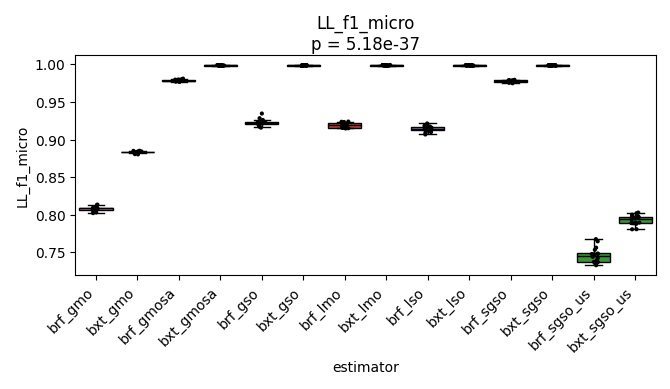 LL_f1_micro
p = 5.18e-37
LL_f1_micro
1.00
0.95
0.90
0.85
0.80
0.75
brf_gmo
bxt_gmo
brf_gmosa
bxt_gmosa
brf_gso
bxt_gso
brf_lmo
bxt_lmo
brf_lso
bxt_lso
brf_sgso
bxt_sgso
brf_sgso_us
bxt_sgso_us
estimator